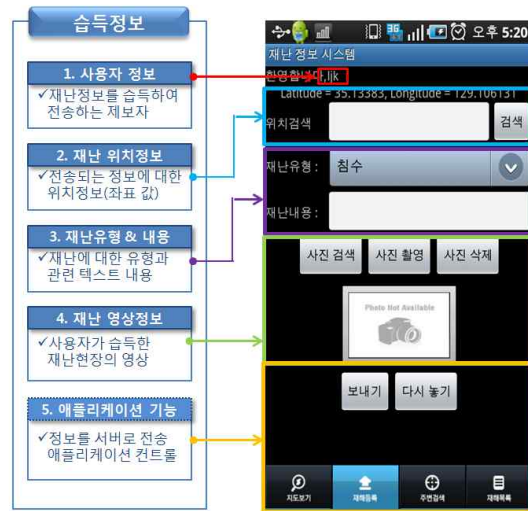 습득정보
1. 사용자 정보
✓재난정보를 습득하여
전송하는 제보자
2. 재난 위치정보
✓전송되는 정보에 대한
위치정보(좌표 값)
3. 재난유형 & 내용
✓재난에 대한 유형과
관련 텍스트 내용
4. 재난 영상정보
✓사용자가 습득한
재난현장의 영상
5. 애플리케이션 기능
✓정보를 서버로 전송
애플리케이션 컨트롤
3G 오후 5:20
재난 정보 시스템
환영합니다,ljk
Latitude = 35.13383, Longitude = 129.106131
위치검색 검색
재난유형 : 침수
재난내용 :
사진 검색 사진 촬영 사진 삭제
Photo Not Available
보내기 다시 놓기
지도보기 재해등록 주변검색 재해목록